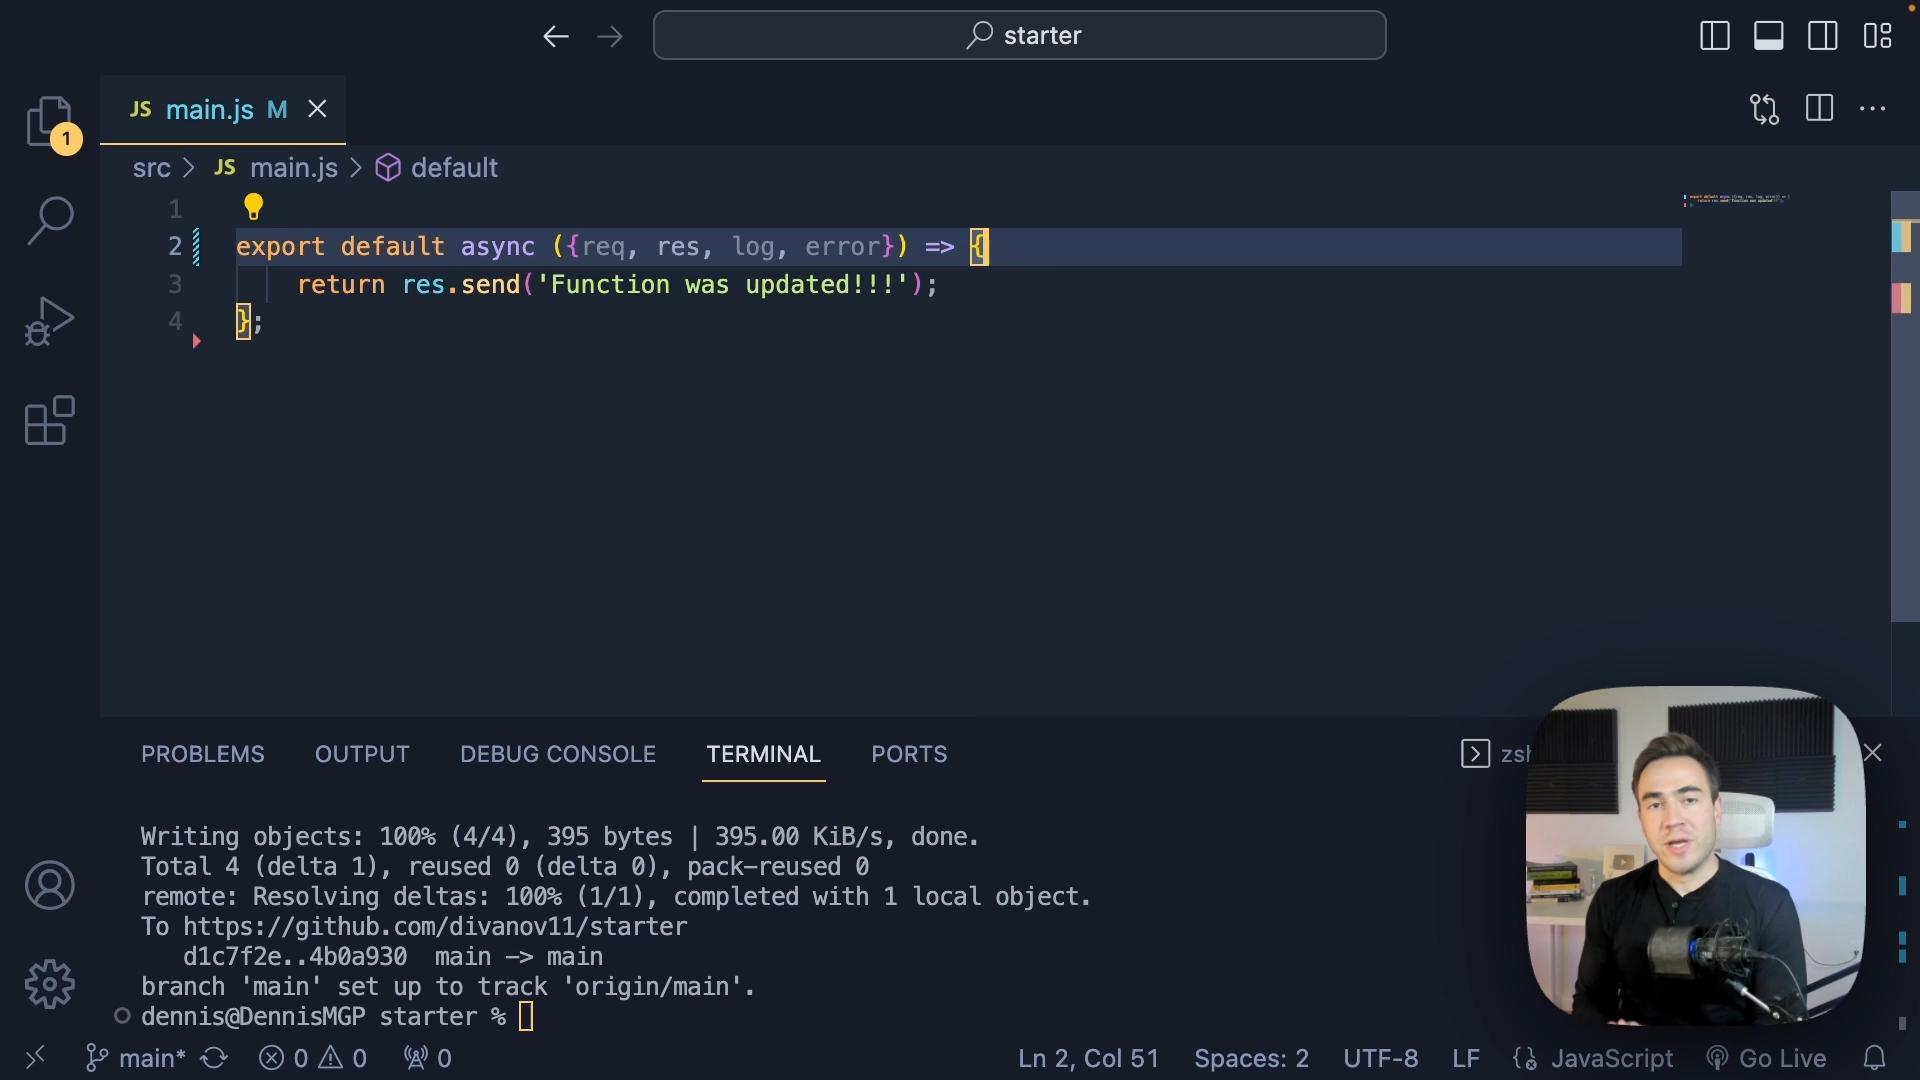 starter
JS main.js M
1
src > JS main.js > default
1
2 export default async ({req, res, log, error}) => {
3 return res.send('Function was updated!!!');
4 };
PROBLEMS OUTPUT DEBUG CONSOLE TERMINAL PORTS
Writing objects: 100% (4/4), 395 bytes | 395.00 KiB/s, done.
Total 4 (delta 1), reused 0 (delta 0), pack-reused 0
remote: Resolving deltas: 100% (1/1), completed with 1 local object.
To https://github.com/divanov11/starter
d1c7f2e..4b0a930 main -> main
branch 'main' set up to track 'origin/main'.
dennis@DennisMGP starter %
main* 0 0 0 Ln 2, Col 51 Spaces: 2 UTF-8 LF JavaScript Go Live